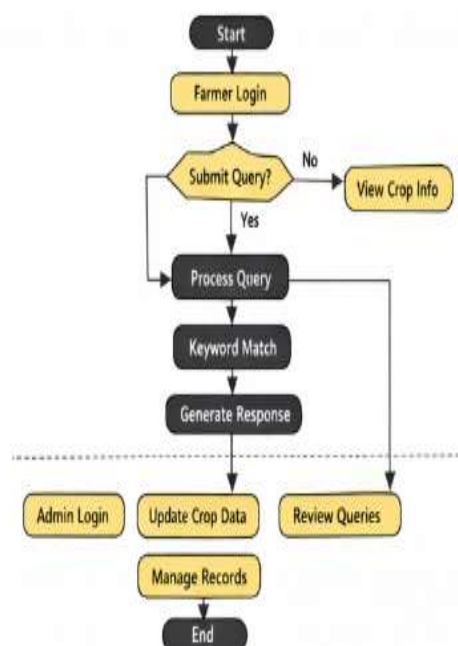 Start
Farmer Login
Submit Query?
No
View Crop Info
Yes
Process Query
Keyword Match
Generate Response
Admin Login
Update Crop Data
Review Queries
Manage Records
End